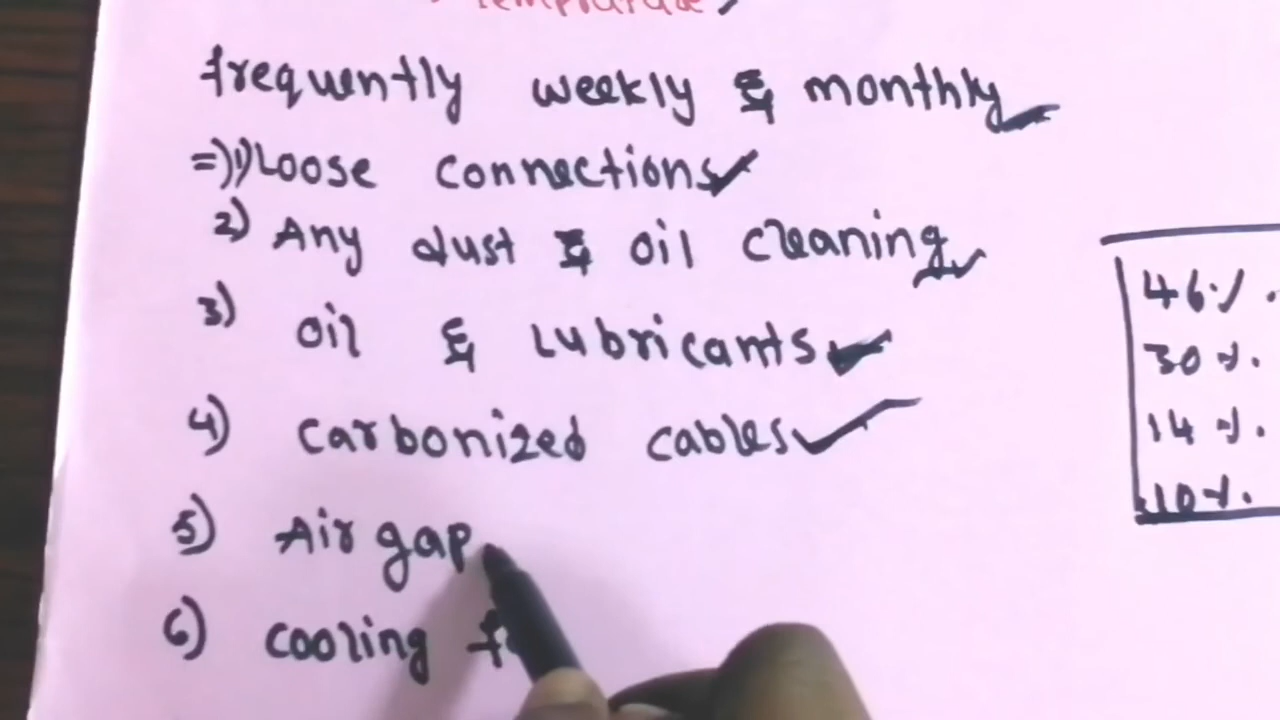 frequently weekly & monthly
=) 1) Loose connections
2) Any dust & oil cleaning
3) oil & Lubricants
4) carbonized cables
5) Air gap
6) cooling
46%.
30%.
14%.
10%.